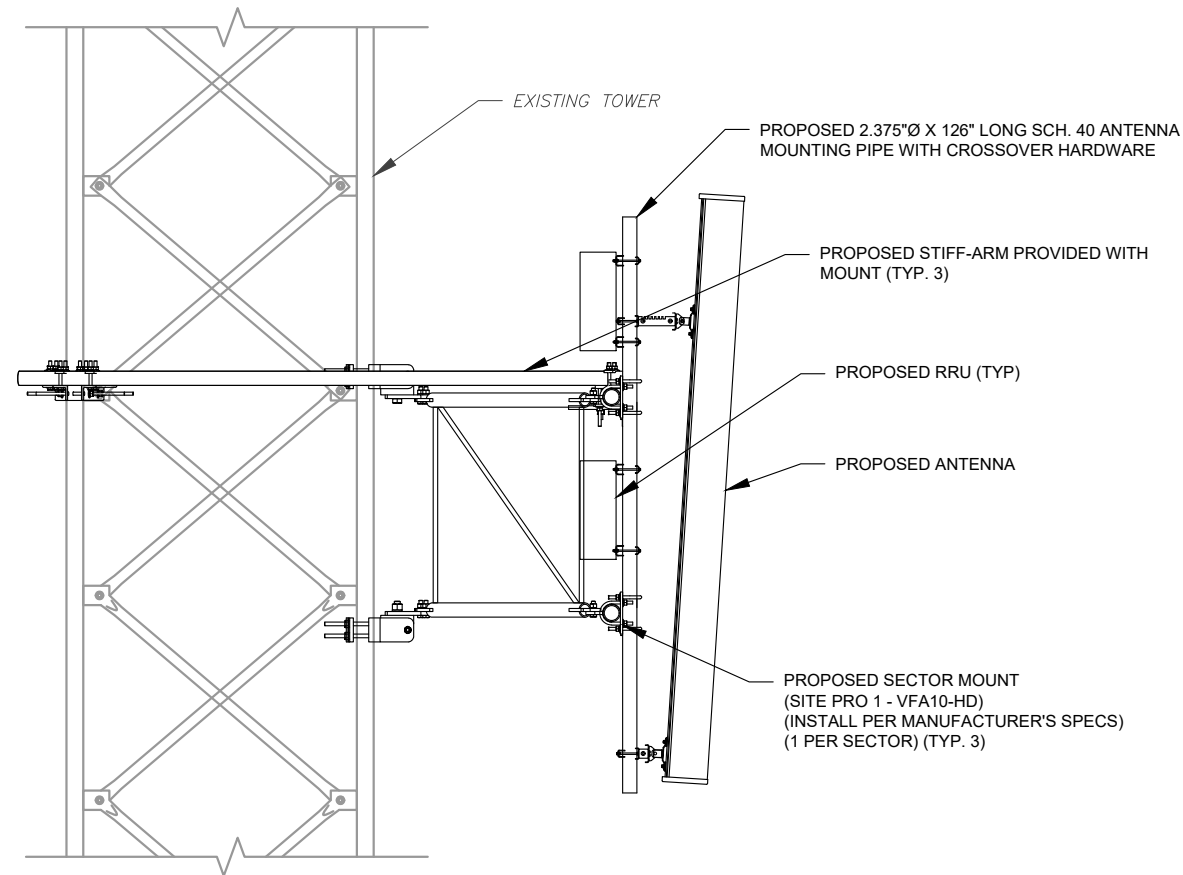 EXISTING TOWER
PROPOSED 2.375"Ø X 126" LONG SCH. 40 ANTENNA
MOUNTING PIPE WITH CROSSOVER HARDWARE
PROPOSED STIFF-ARM PROVIDED WITH
MOUNT (TYP. 3)
PROPOSED RRU (TYP)
PROPOSED ANTENNA
PROPOSED SECTOR MOUNT
(SITE PRO 1 - VFA10-HD)
(INSTALL PER MANUFACTURER'S SPECS)
(1 PER SECTOR) (TYP. 3)